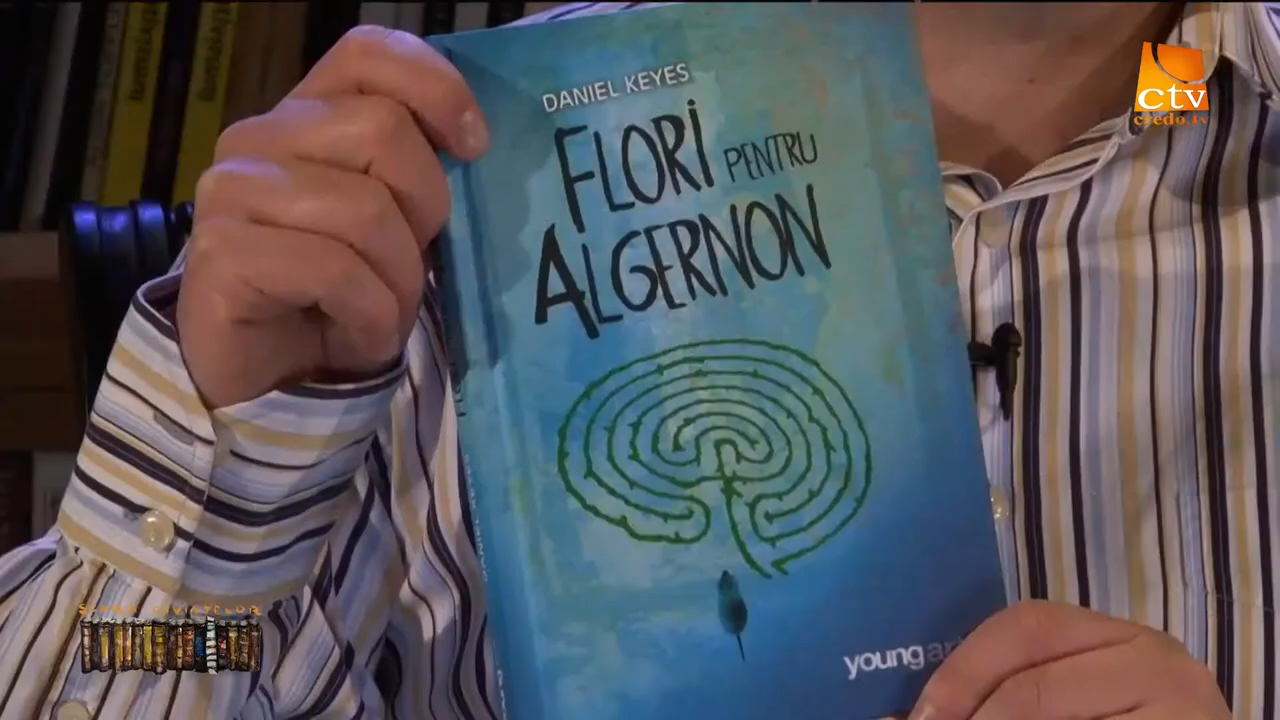 DANIEL KEYES
FLORI PENTRU
ALGERNON
young
ctv
credo.tv